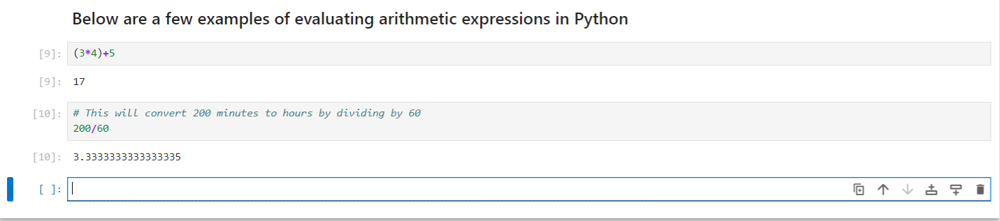 Below are a few examples of evaluating arithmetic expressions in Python
[9]: (3*4)+5
[9]: 17
[10]: # This will convert 200 minutes to hours by dividing by 60
200/60
[10]: 3.3333333333333335
[ ]: